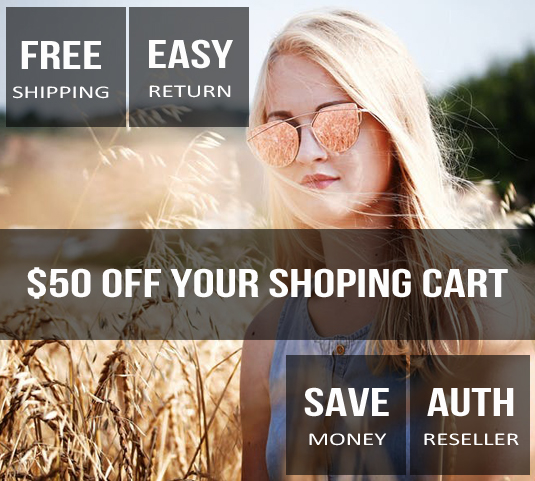 FREE
SHIPPING
EASY
RETURN
$50 OFF YOUR SHOPING CART
SAVE
MONEY
AUTH
RESELLER